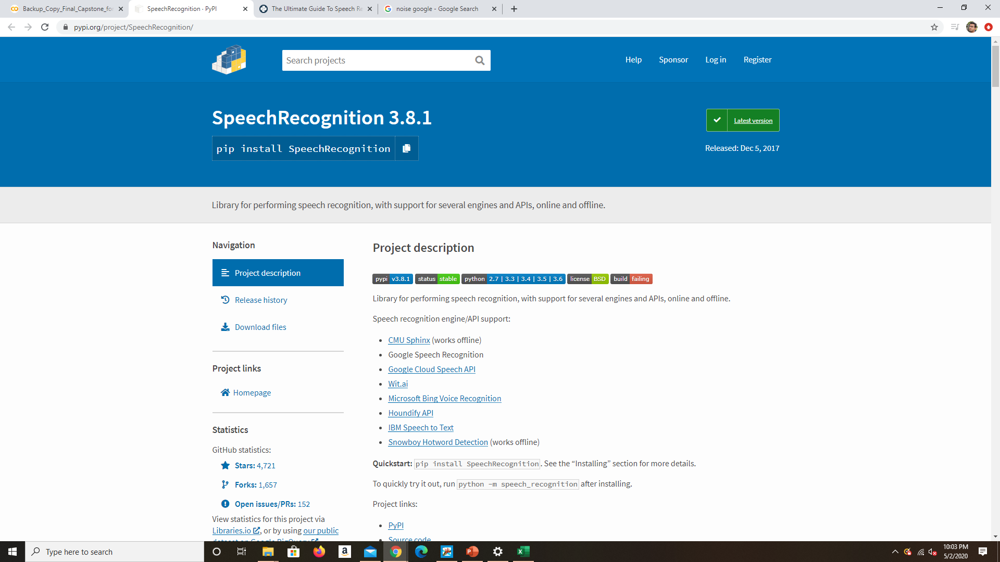 Backup_Copy_Final_Capstone_for
SpeechRecognition · PyPI
The Ultimate Guide To Speech Re
noise google - Google Search
pypi.org/project/SpeechRecognition/
Search projects
Help
Sponsor
Log in
Register
SpeechRecognition 3.8.1
pip install SpeechRecognition
Latest version
Released: Dec 5, 2017
Library for performing speech recognition, with support for several engines and APIs, online and offline.
Navigation
Project description
Release history
Download files
Project links
Homepage
Statistics
GitHub statistics:
Stars: 4,721
Forks: 1,657
Open issues/PRs: 152
View statistics for this project via
Libraries.io, or by using our public
dataset on Google BigQuery
Project description
pypi v3.8.1 status stable python 2.7 | 3.3 | 3.4 | 3.5 | 3.6 license BSD build failing
Library for performing speech recognition, with support for several engines and APIs, online and offline.
Speech recognition engine/API support:
• CMU Sphinx (works offline)
• Google Speech Recognition
• Google Cloud Speech API
• Wit.ai
• Microsoft Bing Voice Recognition
• Houndify API
• IBM Speech to Text
• Snowboy Hotword Detection (works offline)
Quickstart: pip install SpeechRecognition. See the “Installing” section for more details.
To quickly try it out, run python -m speech_recognition after installing.
Project links:
• PyPI
• Source code
Type here to search
10:03 PM
5/2/2020